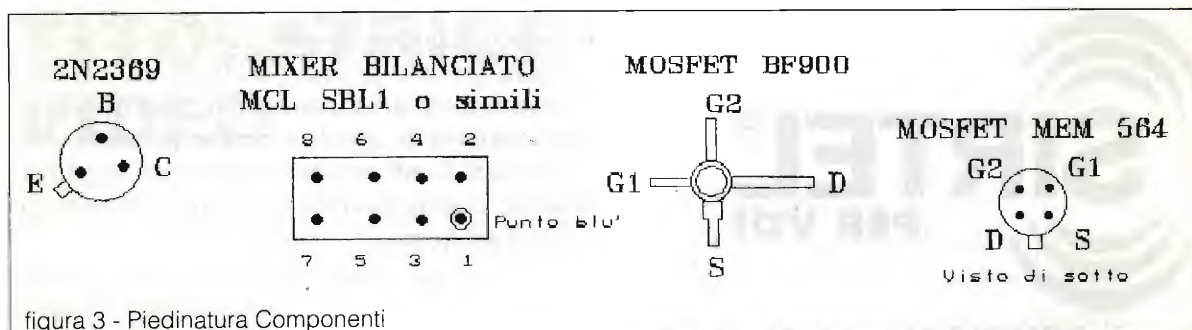 2N2369
B
E
C
MIXER BILANCIATO
MCL SBL1 o simili
8 6 4 2
Punto blu'
7 5 3 1
MOSFET BF900
G2
G1
D
S
MOSFET MEM 564
G2 G1
D S
Visto di sotto
figura 3 - Piedinatura Componenti